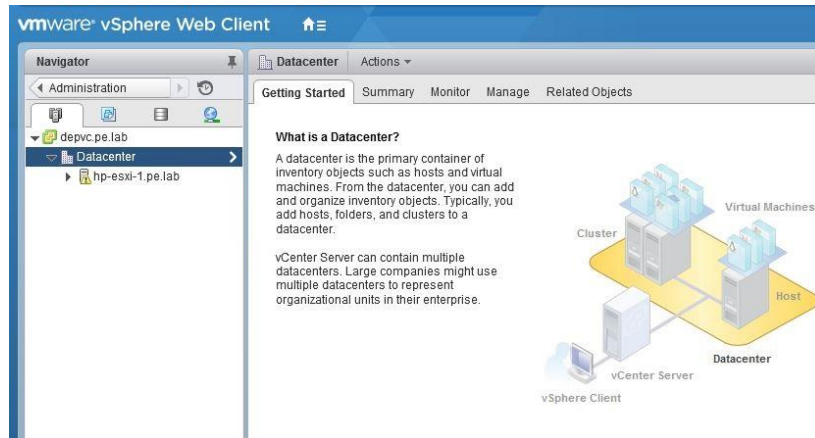 vmware® vSphere Web Client
Navigator
Administration
depvc.pe.lab
Datacenter
hp-esxi-1.pe.lab
Datacenter Actions
Getting Started Summary Monitor Manage Related Objects
What is a Datacenter?
A datacenter is the primary container of
inventory objects such as hosts and virtual
machines. From the datacenter, you can add
and organize inventory objects. Typically, you
add hosts, folders, and clusters to a
datacenter.
vCenter Server can contain multiple
datacenters. Large companies might use
multiple datacenters to represent
organizational units in their enterprise.
Virtual Machines
Cluster
Host
Datacenter
vCenter Server
vSphere Client